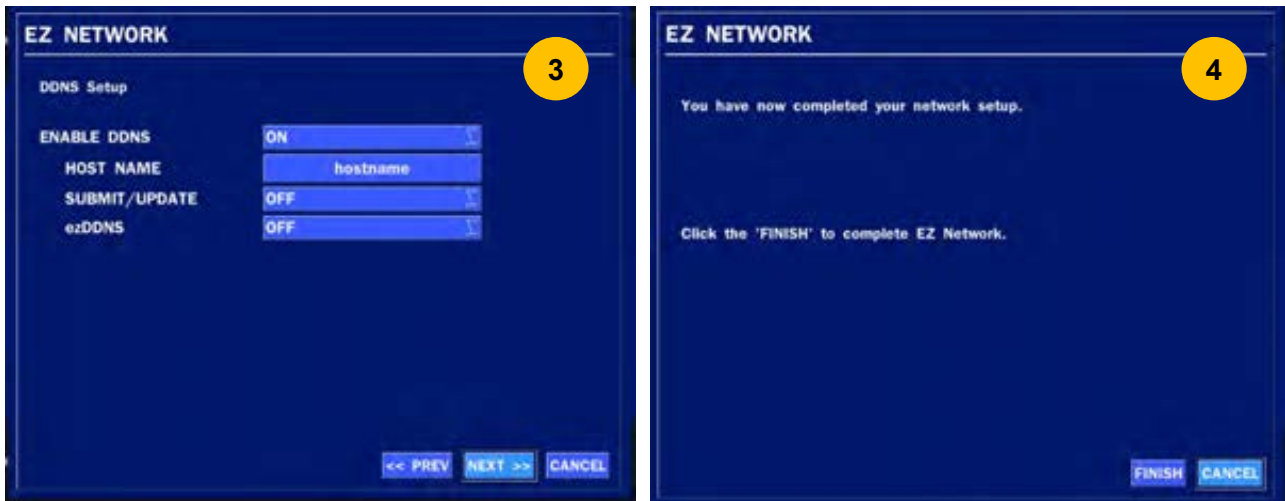 EZ NETWORK
3
DDNS Setup
ENABLE DDNS ON
HOST NAME hostname
SUBMIT/UPDATE OFF
ezDDNS OFF
<< PREV NEXT >> CANCEL
EZ NETWORK
4
You have now completed your network setup.
Click the 'FINISH' to complete EZ Network.
FINISH CANCEL